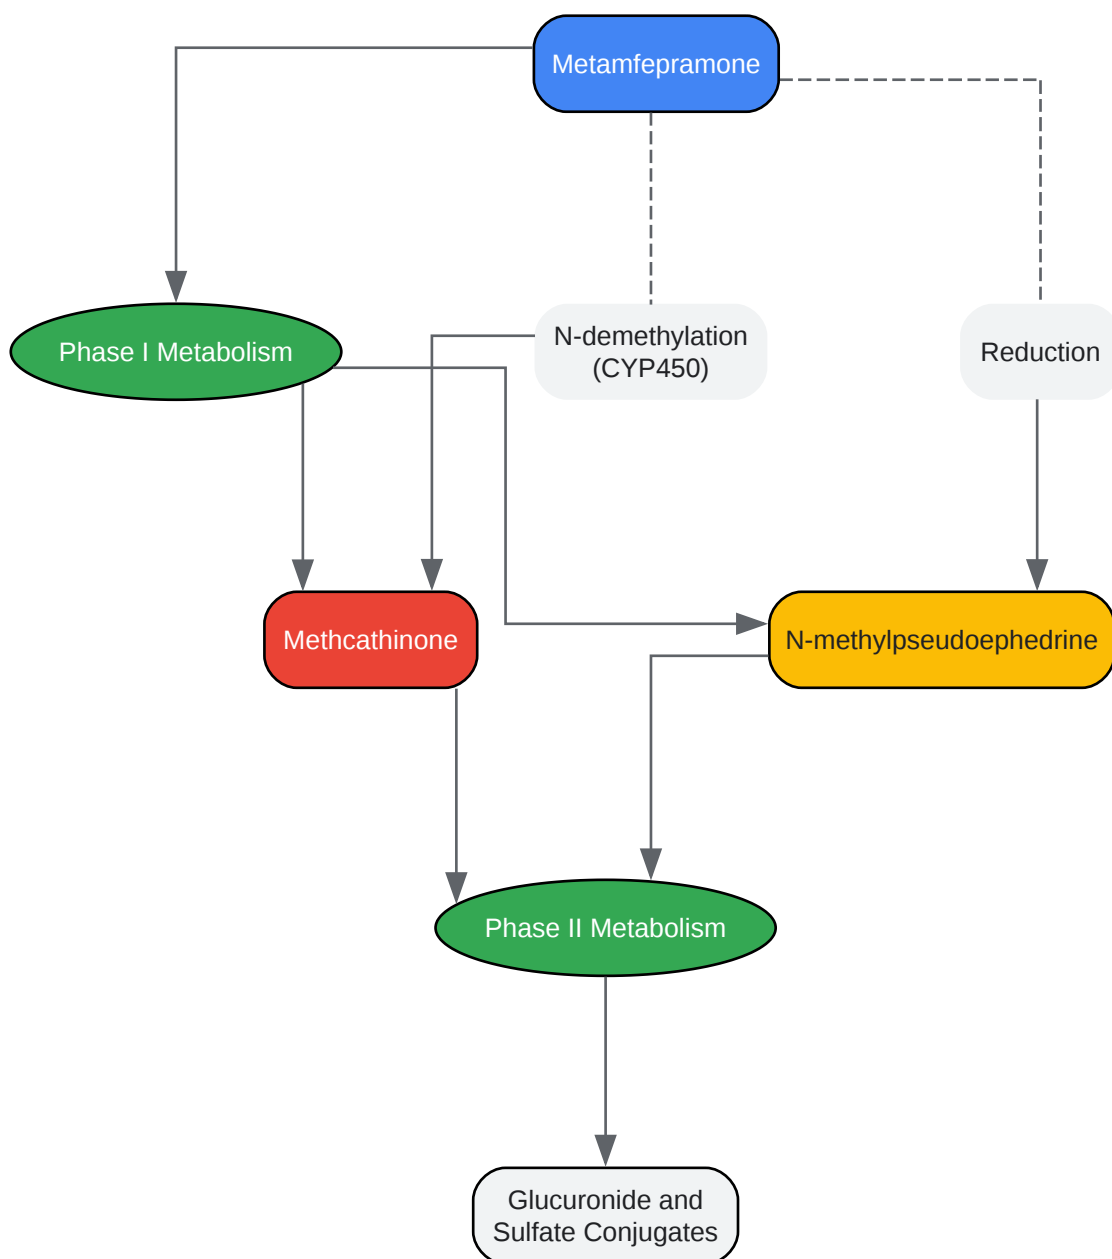 Metamfepramone
Phase I Metabolism
N-demethylation
(CYP450)
Reduction
Methcathinone
N-methylpseudoephedrine
Phase II Metabolism
Glucuronide and
Sulfate Conjugates